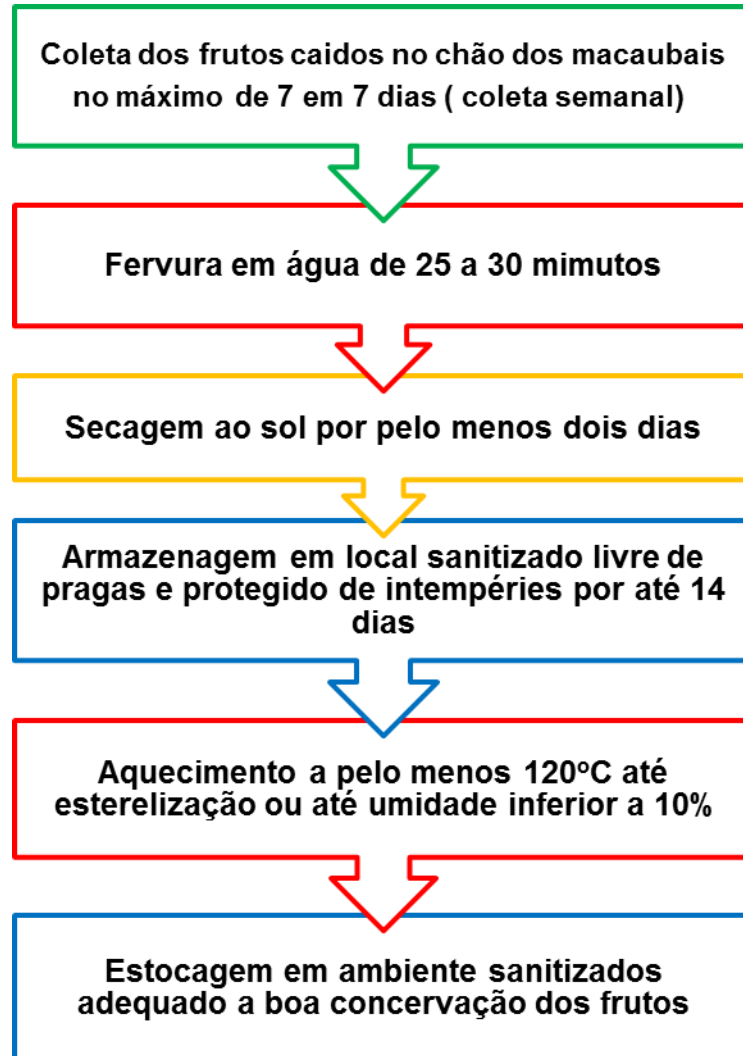 Coleta dos frutos caidos no chão dos macaubais
no máximo de 7 em 7 dias ( coleta semanal)
Fervura em água de 25 a 30 mimutos
Secagem ao sol por pelo menos dois dias
Armazenagem em local sanitizado livre de
pragas e protegido de intempéries por até 14
dias
Aquecimento a pelo menos 120ºC até
esterelização ou até umidade inferior a 10%
Estocagem em ambiente sanitizados
adequado a boa concervação dos frutos